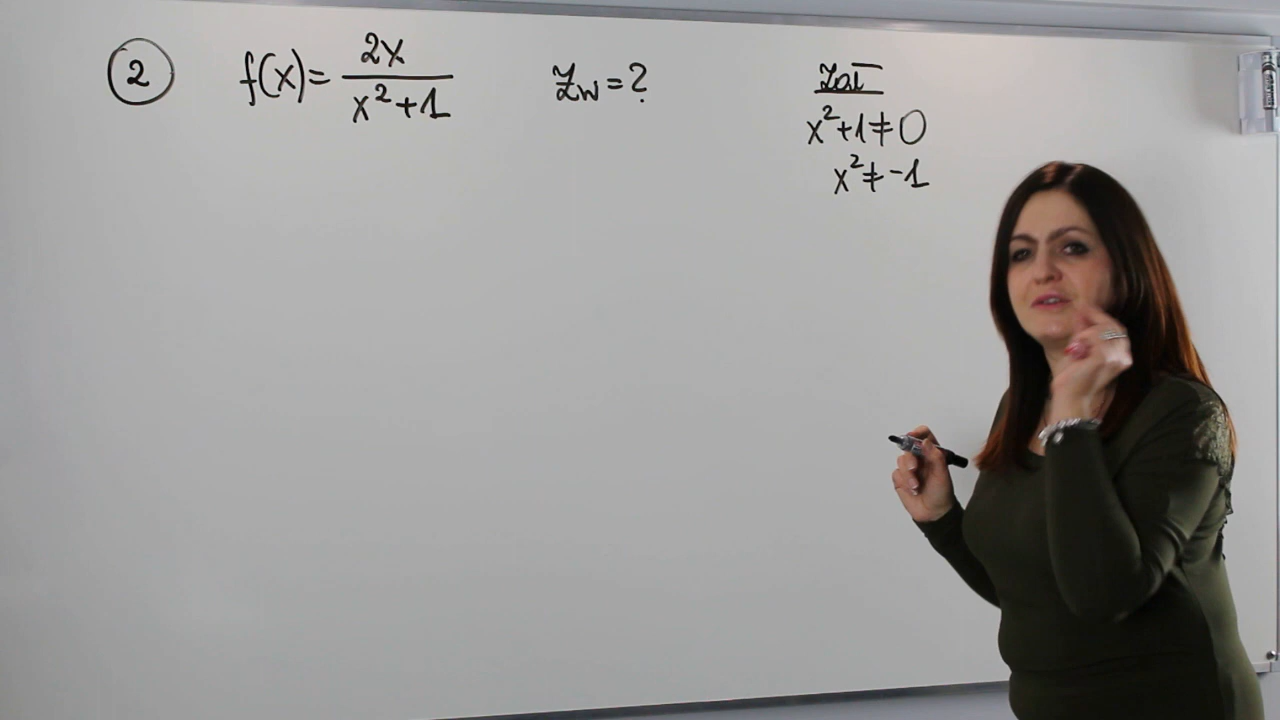 ② f(x)= 2x / x²+1 Zw=?
Zał
x²+1≠0
x²≠-1